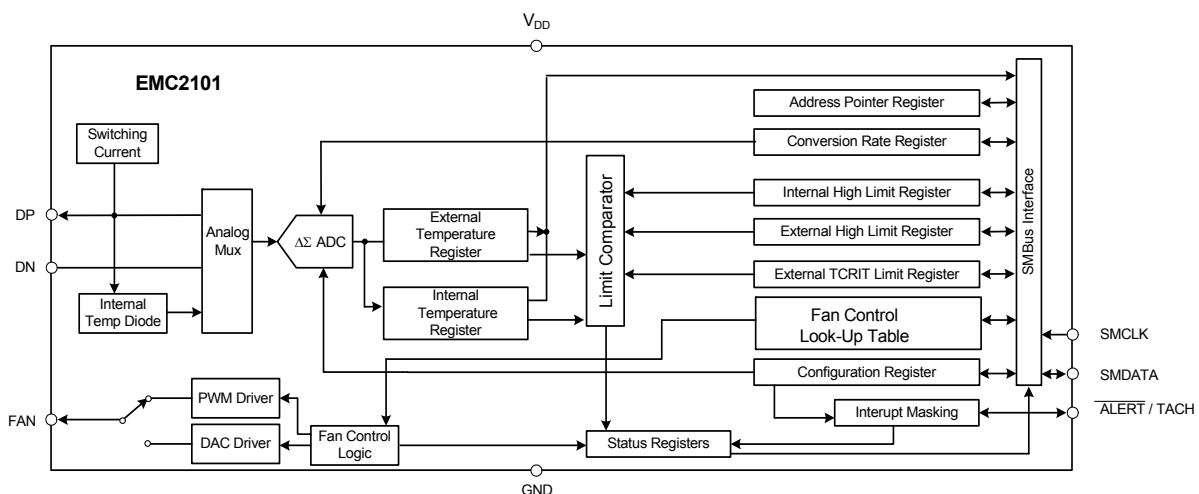 V_DD
EMC2101
Switching
Current
DP
DN
Analog
Mux
Internal
Temp Diode
ΔΣ ADC
External
Temperature
Register
Internal
Temperature
Register
Limit Comparator
Address Pointer Register
Conversion Rate Register
Internal High Limit Register
External High Limit Register
External TCRIT Limit Register
Fan Control
Look-Up Table
Configuration Register
Interupt Masking
SMBus Interface
SMCLK
SMDATA
ALERT / TACH
FAN
PWM Driver
DAC Driver
Fan Control
Logic
Status Registers
GND